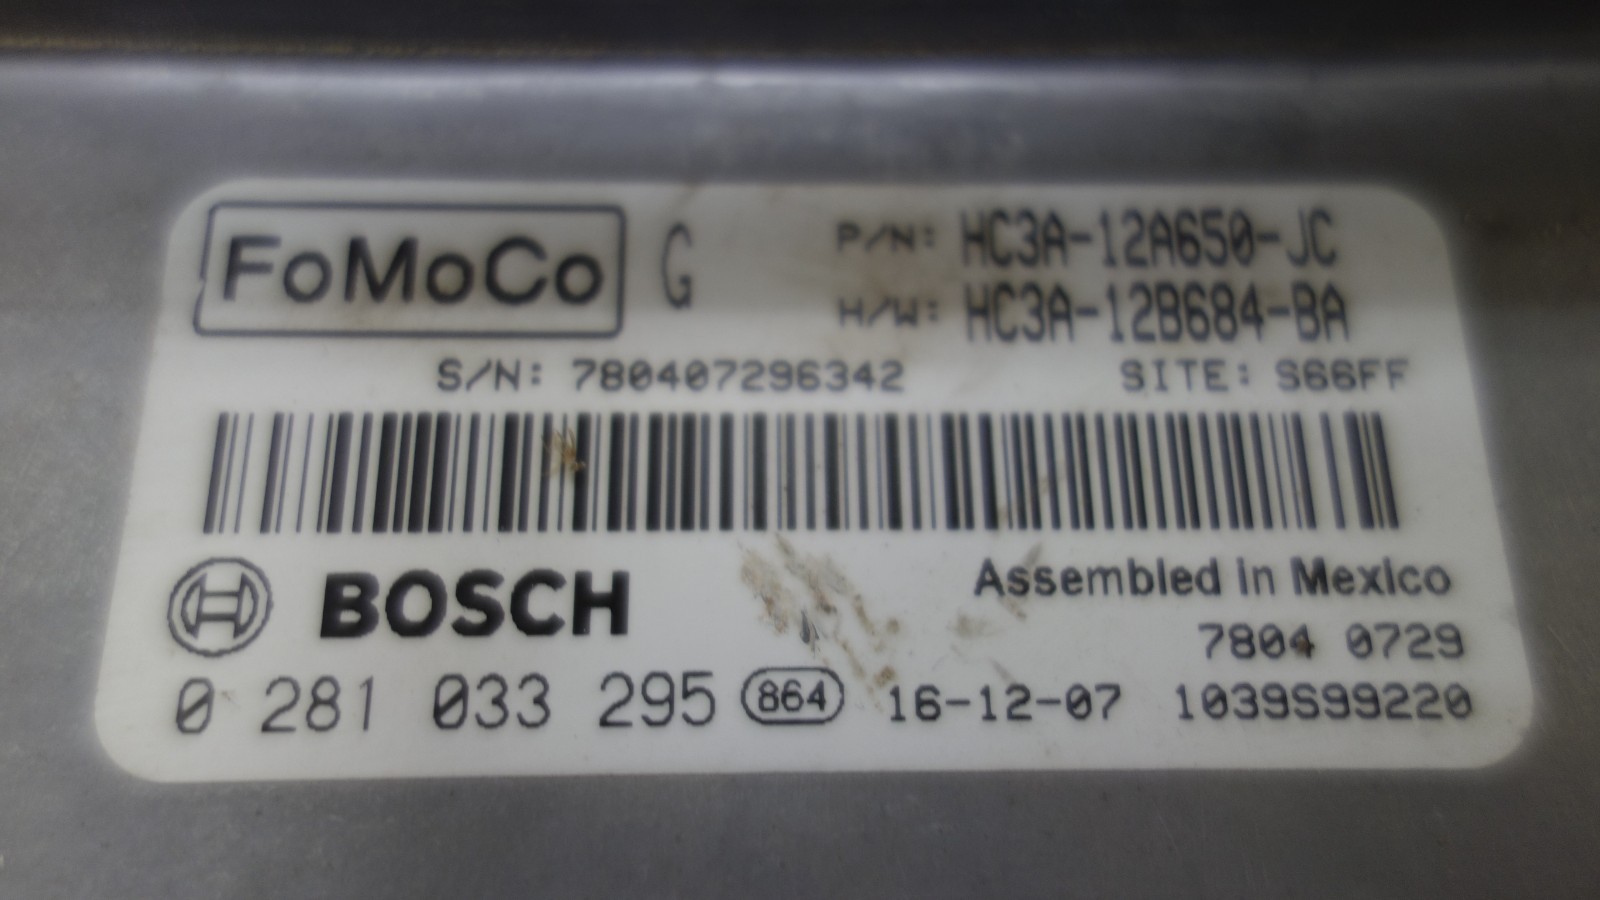 FoMoCo G P/N: HC3A-12A650-JC
H/W: HC3A-12B684-BA
S/N: 780407296342 SITE: S66FF
BOSCH Assembled in Mexico
7804 0729
0 281 033 295 864 16-12-07 1039S99220